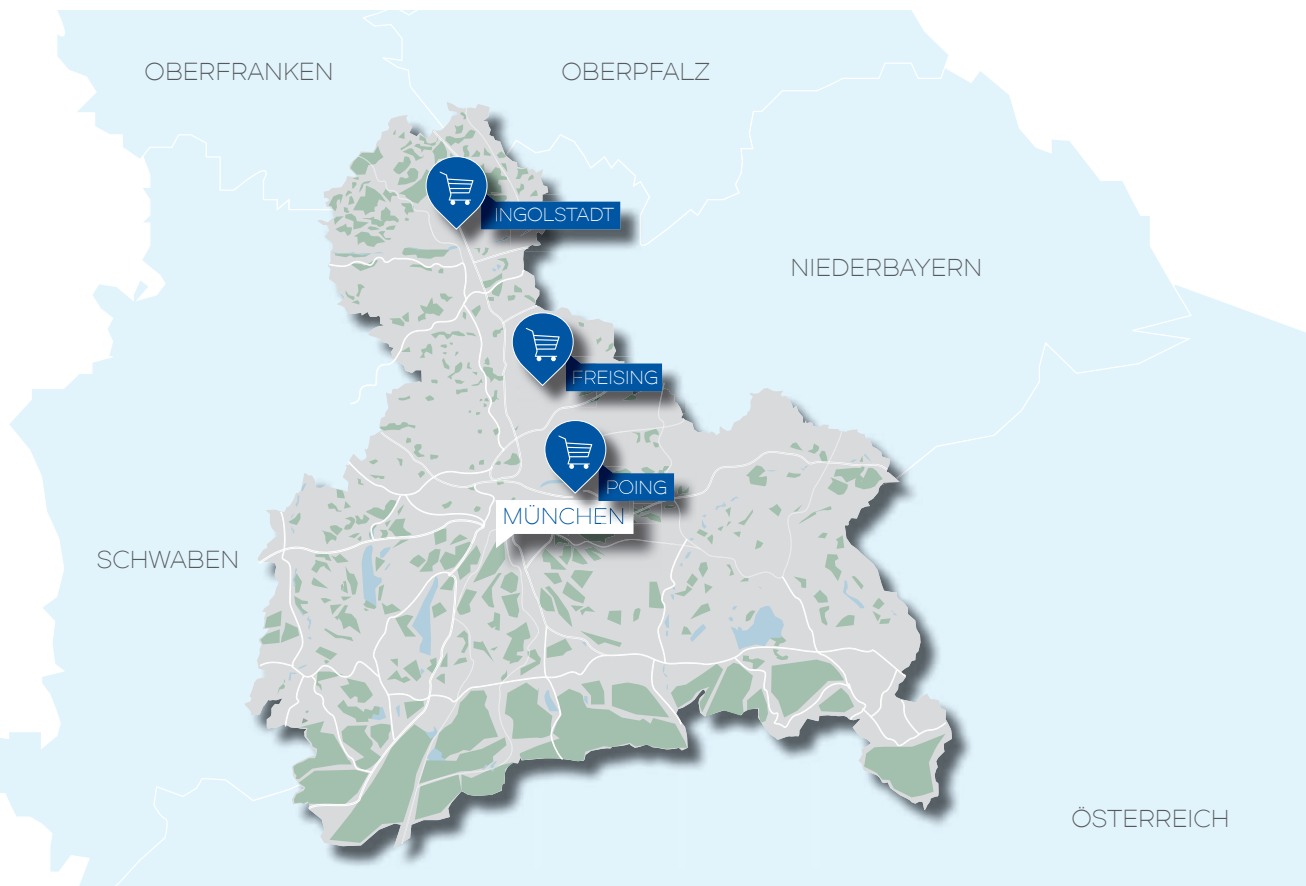 OBERFRANKEN
OBERPFALZ
INGOLSTADT
NIEDERBAYERN
FREISING
POING
MÜNCHEN
SCHWABEN
ÖSTERREICH